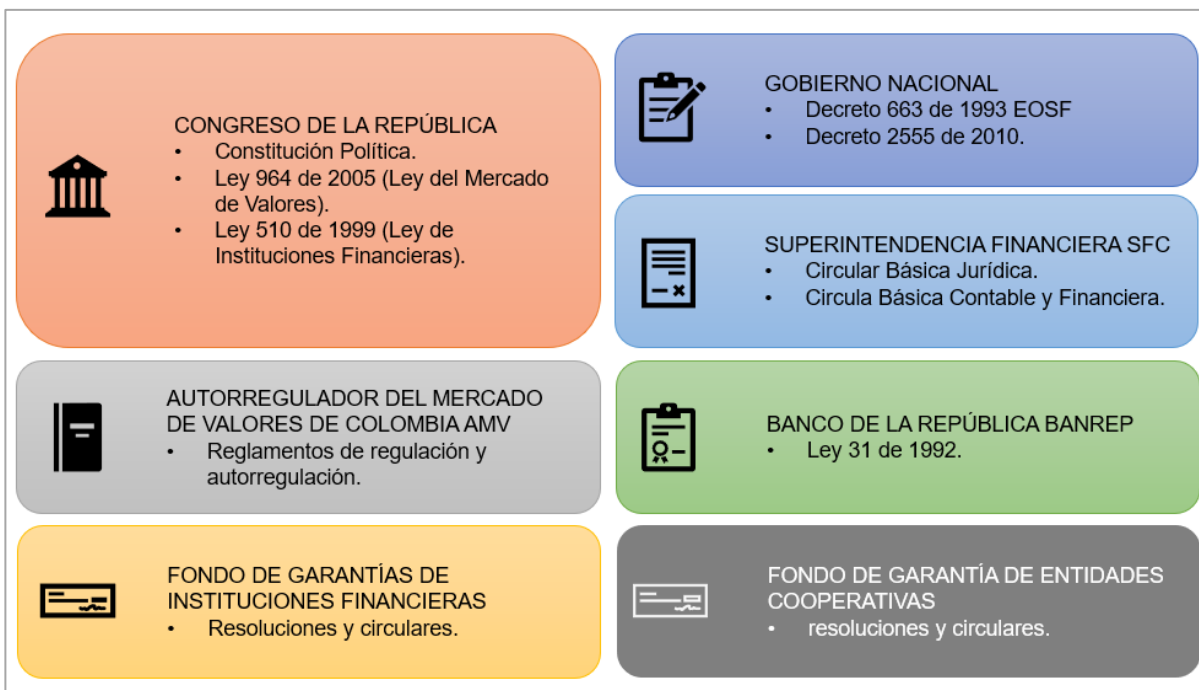 CONGRESO DE LA REPÚBLICA
• Constitución Política.
• Ley 964 de 2005 (Ley del Mercado
de Valores).
• Ley 510 de 1999 (Ley de
Instituciones Financieras).
GOBIERNO NACIONAL
• Decreto 663 de 1993 EOSF
• Decreto 2555 de 2010.
SUPERINTENDENCIA FINANCIERA SFC
• Circular Básica Jurídica.
• Circula Básica Contable y Financiera.
AUTORREGULADOR DEL MERCADO
DE VALORES DE COLOMBIA AMV
• Reglamentos de regulación y
autorregulación.
BANCO DE LA REPÚBLICA BANREP
• Ley 31 de 1992.
FONDO DE GARANTÍAS DE
INSTITUCIONES FINANCIERAS
• Resoluciones y circulares.
FONDO DE GARANTÍA DE ENTIDADES
COOPERATIVAS
• resoluciones y circulares.